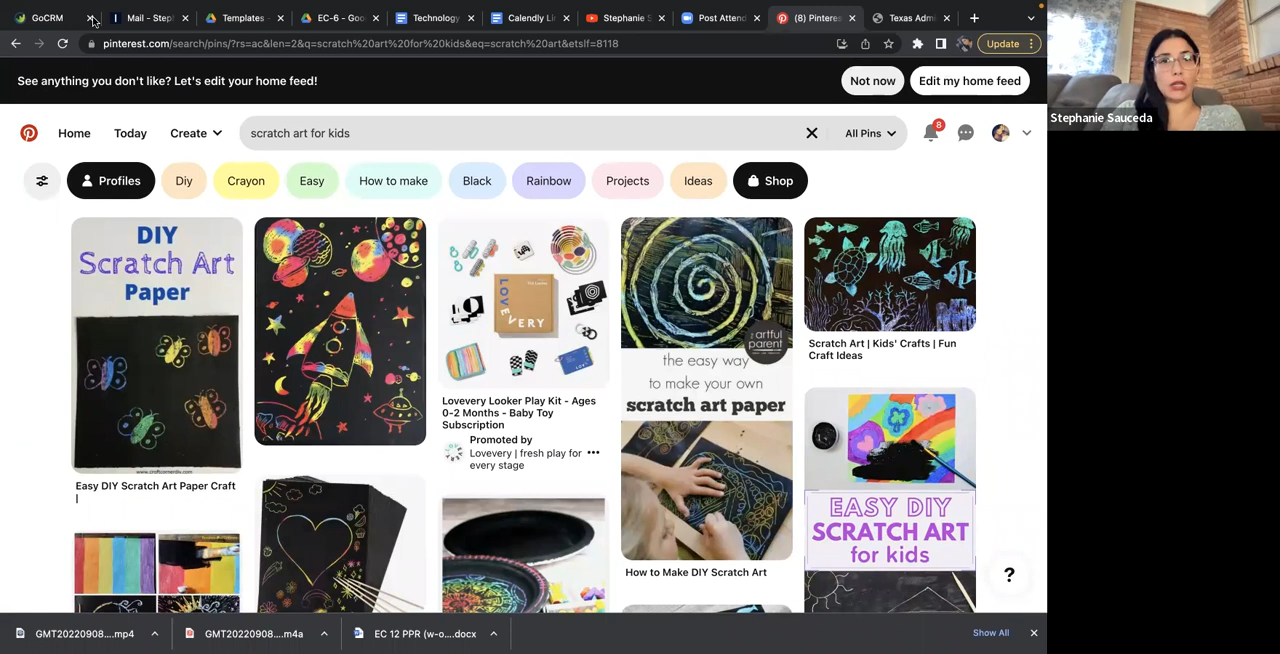 GoCRM
Mail - Step
Templates -
EC-6 - Goo
Technology
Calendly Li
Stephanie S
Post Attend
(8) Pinteres
Texas Admi
pinterest.com/search/pins/?rs=ac&len=2&q=scratch%20art%20for%20kids&eq=scratch%20art&etslf=8118
Update
See anything you don't like? Let's edit your home feed!
Not now
Edit my home feed
Home
Today
Create
scratch art for kids
All Pins
8
Profiles
Diy
Crayon
Easy
How to make
Black
Rainbow
Projects
Ideas
Shop
DIY
Scratch Art
Paper
www.craftcornerdiy.com
Easy DIY Scratch Art Paper Craft
|
LOVEVERY
Lovevery Looker Play Kit - Ages
0-2 Months - Baby Toy
Subscription
Promoted by
Lovevery | fresh play for
every stage
the artful
parent
the easy way
to make your own
scratch art paper
How to Make DIY Scratch Art
Scratch Art | Kids' Crafts | Fun
Craft Ideas
EASY DIY
SCRATCH ART
for kids
?
GMT20220908....mp4
GMT20220908....m4a
EC 12 PPR (w-o....docx
Show All
Stephanie Sauceda